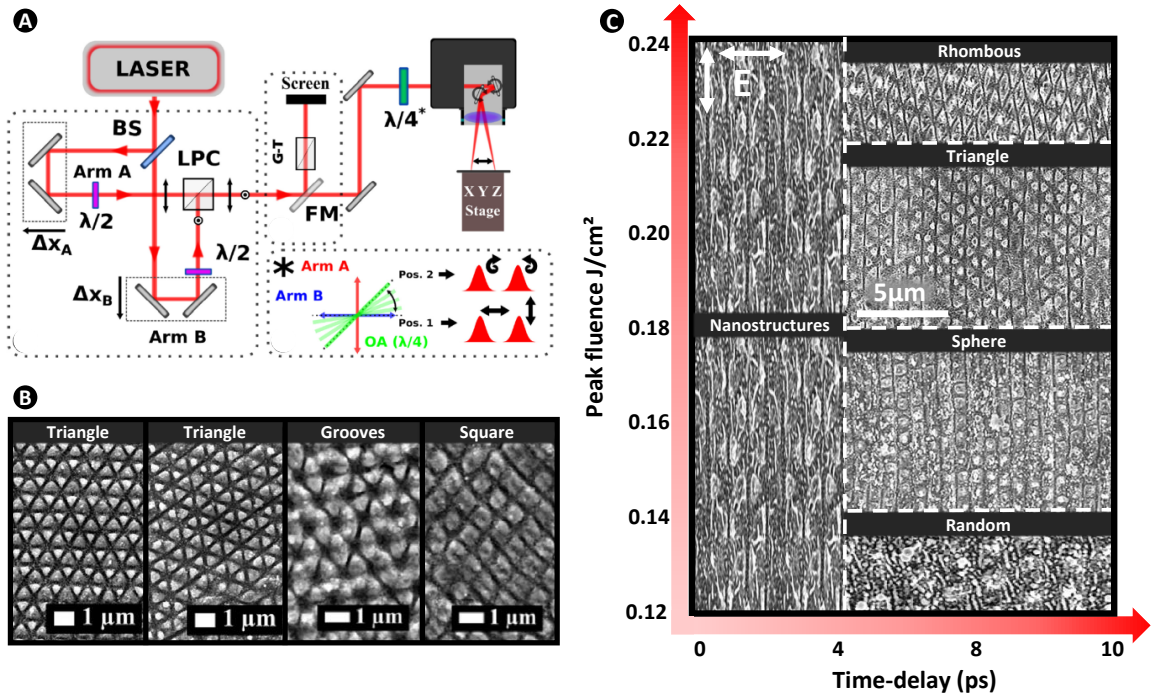 A
LASER
BS
LPC
Arm A
λ/2
Δx_A
λ/2
Δx_B
Arm B
Screen
G-T
FM
λ/4*
X Y Z
Stage
* Arm A
Arm B
OA (λ/4)
Pos. 2
Pos. 1
B
Triangle
Triangle
Grooves
Square
1 µm
1 µm
1 µm
1 µm
C
Peak fluence J/cm²
0.24
0.22
0.20
0.18
0.16
0.14
0.12
E
Nanostructures
Rhombous
Triangle
5µm
Sphere
Random
0
4
8
10
Time-delay (ps)